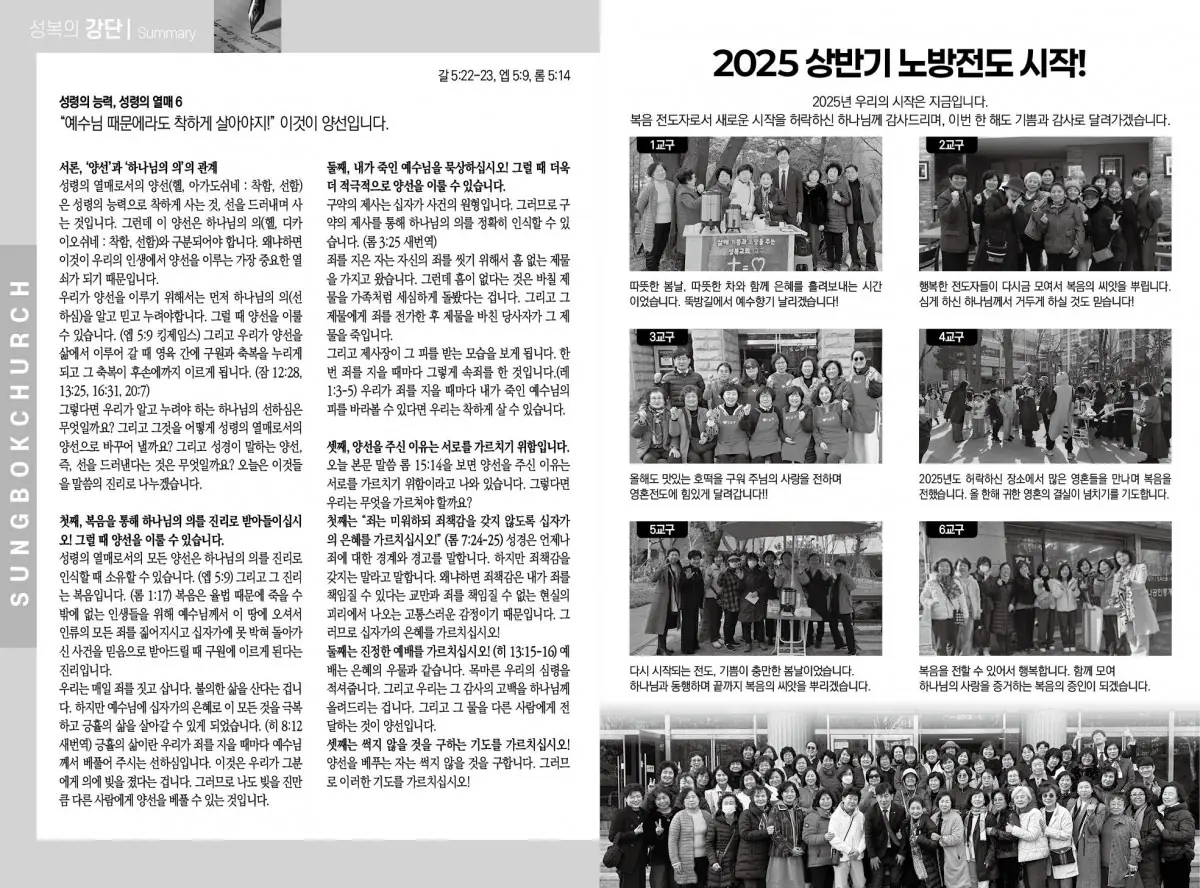 성복의 강단 | Summary
SUNGBOKCHURCH
갈 5:22-23, 엡 5:9, 롬 5:14
성령의 능력, 성령의 열매 6
“예수님 때문에라도 착하게 살아야지!” 이것이 양선입니다.
서론, ‘양선’과 ‘하나님의 의’의 관계
성령의 열매로서의 양선(헬, 아가도쉬네 : 착함, 선함)
은 성령의 능력으로 착하게 사는 것, 선을 드러내며 사
는 것입니다. 그런데 이 양선은 하나님의 의(헬, 디카
이오쉬네 : 착함, 선함)와 구분되어야 합니다. 왜냐하면
이것이 우리의 인생에서 양선을 이루는 가장 중요한 열
쇠가 되기 때문입니다.
우리가 양선을 이루기 위해서는 먼저 하나님의 의(선
하심)을 알고 믿고 누려야합니다. 그럴 때 양선을 이룰
수 있습니다. (엡 5:9 킹제임스) 그리고 우리가 양선을
삶에서 이루어 갈 때 영육 간에 구원과 축복을 누리게
되고 그 축복이 후손에까지 이르게 됩니다. (잠 12:28,
13:25, 16:31, 20:7)
그렇다면 우리가 알고 누려야 하는 하나님의 선하심은
무엇일까요? 그리고 그것을 어떻게 성령의 열매로서의
양선으로 바꾸어 낼까요? 그리고 성경이 말하는 양선,
즉, 선을 드러낸다는 것은 무엇일까요? 오늘은 이것들
을 말씀의 진리로 나누겠습니다.
첫째, 복음을 통해 하나님의 의를 진리로 받아들이십시
오! 그럴 때 양선을 이룰 수 있습니다.
성령의 열매로서의 모든 양선은 하나님의 의를 진리로
인식할 때 소유할 수 있습니다. (엡 5:9) 그리고 그 진리
는 복음입니다. (롬 1:17) 복음은 율법 때문에 죽을 수
밖에 없는 인생들을 위해 예수님께서 이 땅에 오셔서
인류의 모든 죄를 짊어지시고 십자가에 못 박혀 돌아가
신 사건을 믿음으로 받아드릴 때 구원에 이르게 된다는
진리입니다.
우리는 매일 죄를 짓고 삽니다. 불의한 삶을 산다는 겁니
다. 하지만 예수님에 십자가의 은혜로 이 모든 것을 극복
하고 긍휼의 삶을 살아갈 수 있게 되었습니다. (히 8:12
새번역) 긍휼의 삶이란 우리가 죄를 지을 때마다 예수님
께서 베풀어 주시는 선하심입니다. 이것은 우리가 그분
에게 의에 빚을 졌다는 겁니다. 그러므로 나도 빚을 진만
큼 다른 사람에게 양선을 베풀 수 있는 것입니다.
둘째, 내가 죽인 예수님을 묵상하십시오! 그럴 때 더욱
더 적극적으로 양선을 이룰 수 있습니다.
구약의 제사는 십자가 사건의 원형입니다. 그러므로 구
약의 제사를 통해 하나님의 의를 정확히 인식할 수 있
습니다. (롬 3:25 새번역)
죄를 지은 자는 자신의 죄를 씻기 위해서 흠 없는 제물
을 가지고 왔습니다. 그런데 흠이 없다는 것은 바칠 제
물을 가족처럼 세심하게 돌봤다는 겁니다. 그리고 그
제물에게 죄를 전가한 후 제물을 바친 당사자가 그 제
물을 죽입니다.
그리고 제사장이 그 피를 받는 모습을 보게 됩니다. 한
번 죄를 지을 때마다 그렇게 속죄를 한 것입니다.(레
1:3-5) 우리가 죄를 지을 때마다 내가 죽인 예수님의
피를 바라볼 수 있다면 우리는 착하게 살 수 있습니다.
셋째, 양선을 주신 이유는 서로를 가르치기 위함입니다.
오늘 본문 말씀 롬 15:14을 보면 양선을 주신 이유는
서로를 가르치기 위함이라고 나와 있습니다. 그렇다면
우리는 무엇을 가르쳐야 할까요?
첫째는 “죄는 미워하되 죄책감을 갖지 않도록 십자가
의 은혜를 가르치십시오!” (롬 7:24-25) 성경은 언제나
죄에 대한 경계와 경고를 말합니다. 하지만 죄책감을
갖지는 말라고 말합니다. 왜냐하면 죄책감은 내가 죄를
책임질 수 있다는 교만과 죄를 책임질 수 없는 현실의
괴리에서 나오는 고통스러운 감정이기 때문입니다. 그
러므로 십자가의 은혜를 가르치십시오!
둘째는 진정한 예배를 가르치십시오! (히 13:15-16) 예
배는 은혜의 우물과 같습니다. 목마른 우리의 심령을
적셔줍니다. 그리고 우리는 그 감사의 고백을 하나님께
올려드리는 겁니다. 그리고 그 물을 다른 사람에게 전
달하는 것이 양선입니다.
셋째는 썩지 않을 것을 구하는 기도를 가르치십시오!
양선을 베푸는 자는 썩지 않을 것을 구합니다. 그러므
로 이러한 기도를 가르치십시오!
2025 상반기 노방전도 시작!
2025년 우리의 시작은 지금입니다.
복음 전도자로서 새로운 시작을 허락하신 하나님께 감사드리며, 이번 한 해도 기쁨과 감사로 달려가겠습니다.
1교구
삶에 기쁨과 소망을 주는
성복교회
따뜻한 봄날, 따뜻한 차와 함께 은혜를 흘려보내는 시간
이었습니다. 뚝방길에서 예수향기 날리겠습니다!
2교구
행복한 전도자들이 다시금 모여서 복음의 씨앗을 뿌립니다.
심게 하신 하나님께서 거두게 하실 것도 믿습니다!
3교구
올해도 맛있는 호떡을 구워 주님의 사랑을 전하며
영혼전도에 힘있게 달려갑니다!!
4교구
2025년도 허락하신 장소에서 많은 영혼들을 만나며 복음을
전했습니다. 올 한해 귀한 영혼의 결실이 넘치기를 기도합니다.
5교구
다시 시작되는 전도, 기쁨이 충만한 봄날이었습니다.
하나님과 동행하며 끝까지 복음의 씨앗을 뿌리겠습니다.
6교구
복음을 전할 수 있어서 행복합니다. 함께 모여
하나님의 사랑을 증거하는 복음의 증인이 되겠습니다.